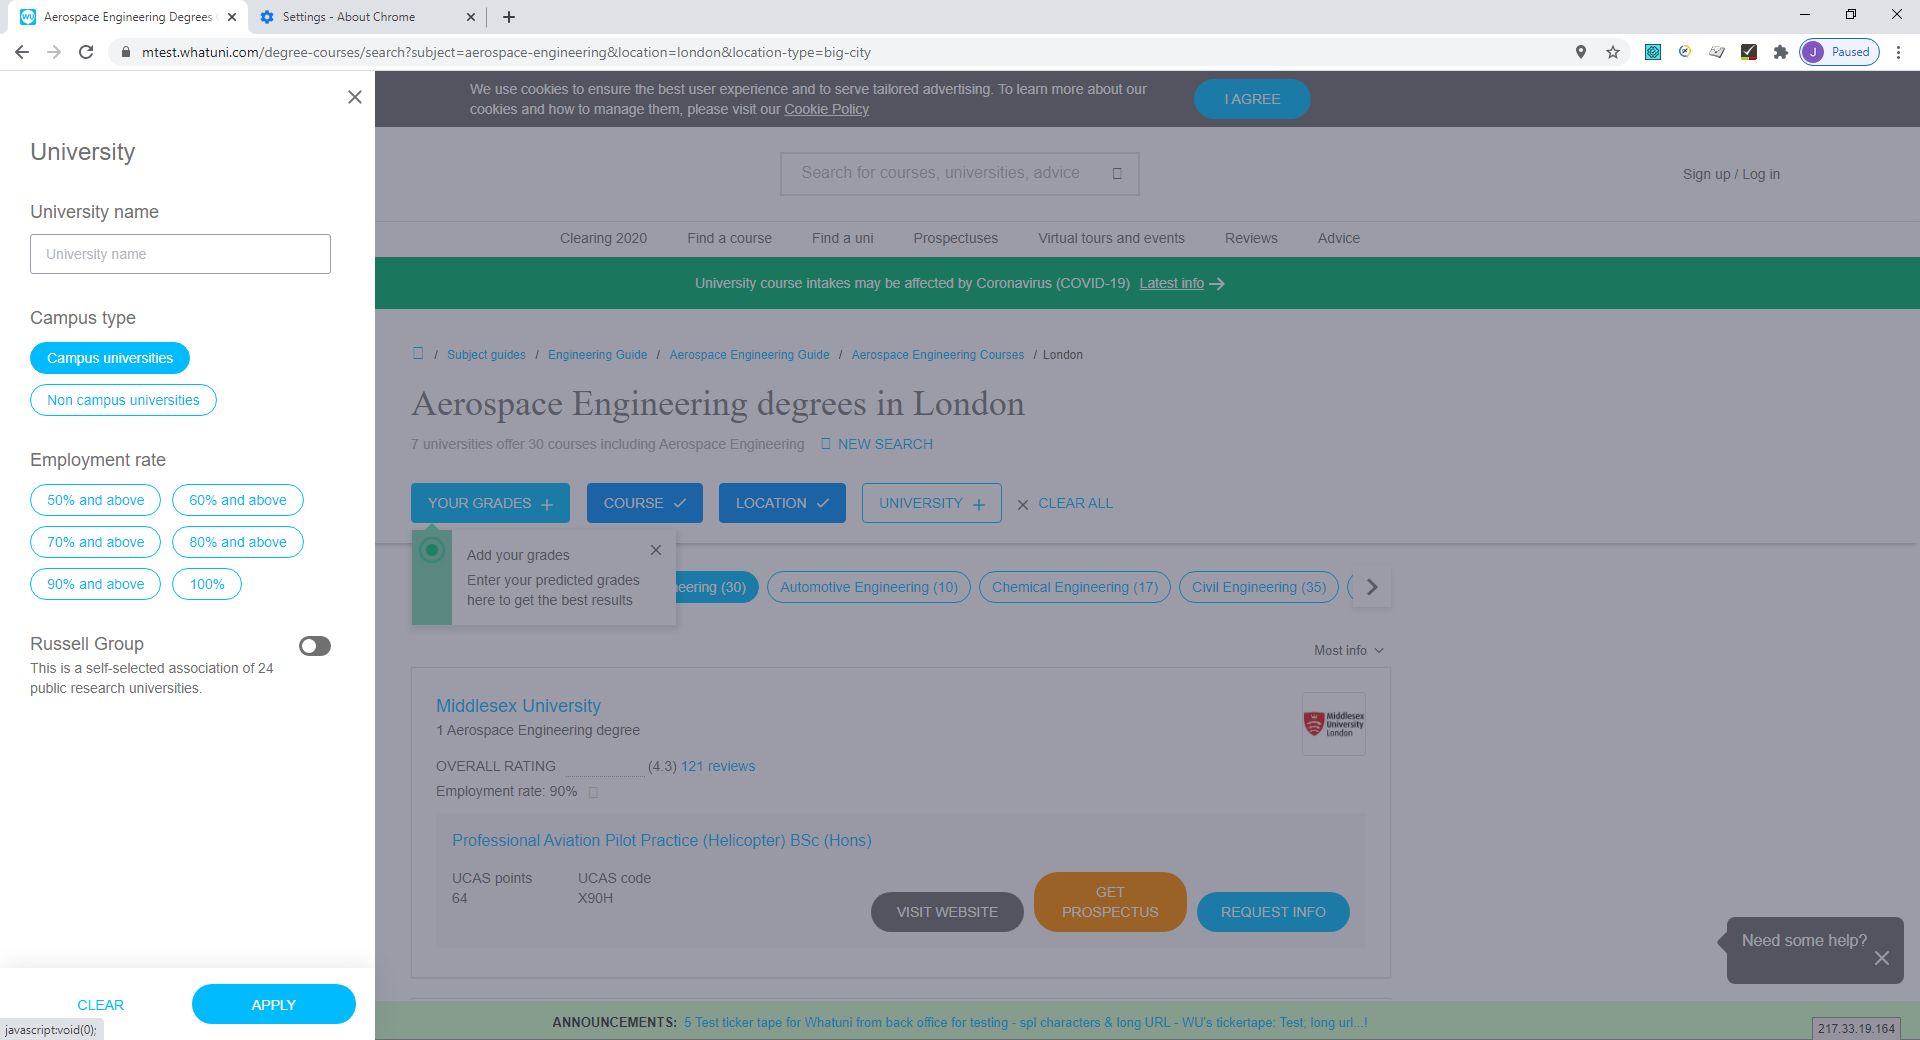 Aerospace Engineering Degrees
Settings - About Chrome
mtest.whatuni.com/degree-courses/search?subject=aerospace-engineering&location=london&location-type=big-city
J Paused
University
University name
University name
Campus type
Campus universities
Non campus universities
Employment rate
50% and above 60% and above
70% and above 80% and above
90% and above 100%
Russell Group
This is a self-selected association of 24
public research universities.
CLEAR APPLY
javascript:void(0);
We use cookies to ensure the best user experience and to serve tailored advertising. To learn more about our
cookies and how to manage them, please visit our Cookie Policy
I AGREE
Search for courses, universities, advice
Sign up / Log in
Clearing 2020 Find a course Find a uni Prospectuses Virtual tours and events Reviews Advice
University course intakes may be affected by Coronavirus (COVID-19) Latest info
/ Subject guides / Engineering Guide / Aerospace Engineering Guide / Aerospace Engineering Courses / London
Aerospace Engineering degrees in London
7 universities offer 30 courses including Aerospace Engineering NEW SEARCH
YOUR GRADES COURSE LOCATION UNIVERSITY CLEAR ALL
Add your grades
Enter your predicted grades
here to get the best results
neering (30) Automotive Engineering (10) Chemical Engineering (17) Civil Engineering (35)
Most info
Middlesex University
1 Aerospace Engineering degree
Middlesex
University
London
OVERALL RATING (4.3) 121 reviews
Employment rate: 90%
Professional Aviation Pilot Practice (Helicopter) BSc (Hons)
UCAS points UCAS code
64 X90H
VISIT WEBSITE
GET
PROSPECTUS
REQUEST INFO
Need some help?
ANNOUNCEMENTS: 5 Test ticker tape for Whatuni from back office for testing - spl characters & long URL - WU's tickertape: Test; long url...!
217.33.19.164